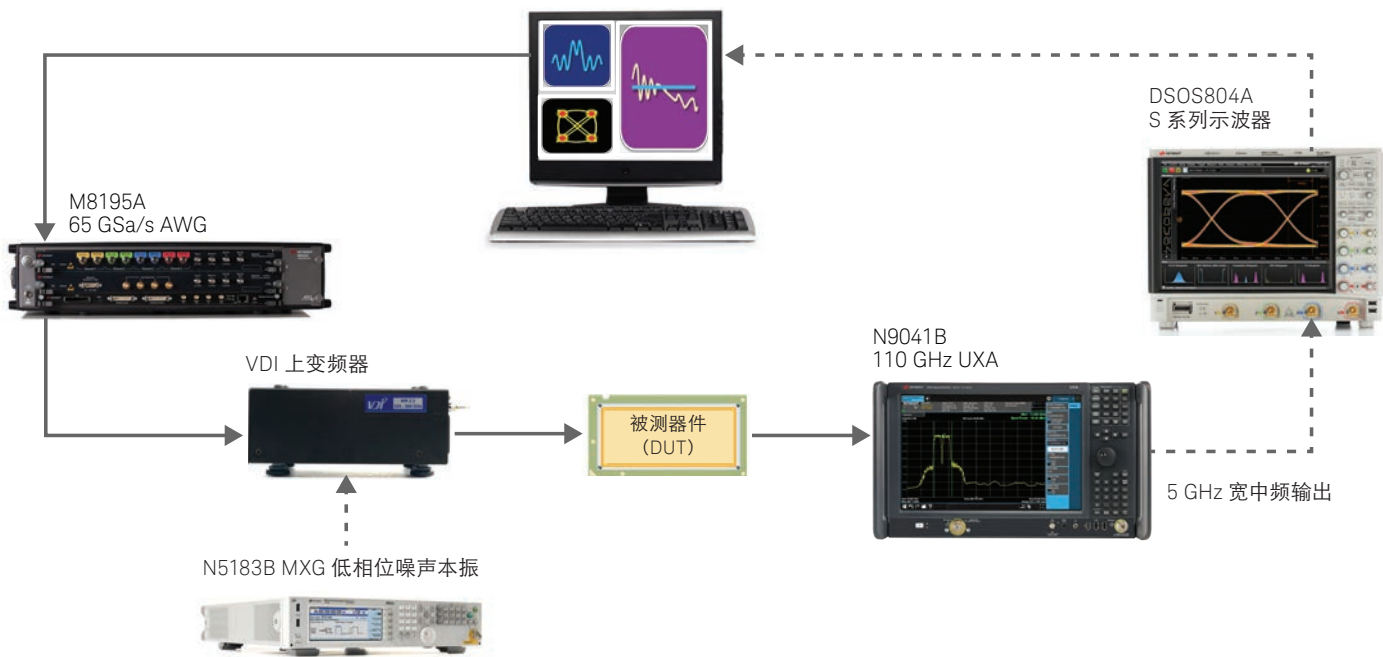 DSOS804A
S 系列示波器
M8195A
65 GSa/s AWG
VDI 上变频器
VDI
N9041B
110 GHz UXA
被测器件
（DUT）
5 GHz 宽中频输出
N5183B MXG 低相位噪声本振